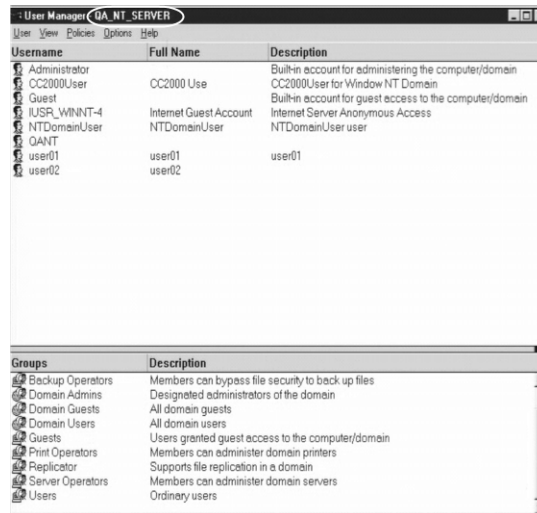 User Manager QA_NT_SERVER
User View Policies Options Help
Username Full Name Description
Administrator Built-in account for administering the computer/domain
CC2000User CC2000 Use CC2000User for Window NT Domain
Guest Built-in account for guest access to the computer/domain
IUSR_WINNT-4 Internet Guest Account Internet Server Anonymous Access
NTDomainUser NTDomainUser NTDomainUser user
QANT
user01 user01 user01
user02 user02
Groups Description
Backup Operators Members can bypass file security to back up files
Domain Admins Designated administrators of the domain
Domain Guests All domain guests
Domain Users All domain users
Guests Users granted guest access to the computer/domain
Print Operators Members can administer domain printers
Replicator Supports file replication in a domain
Server Operators Members can administer domain servers
Users Ordinary users